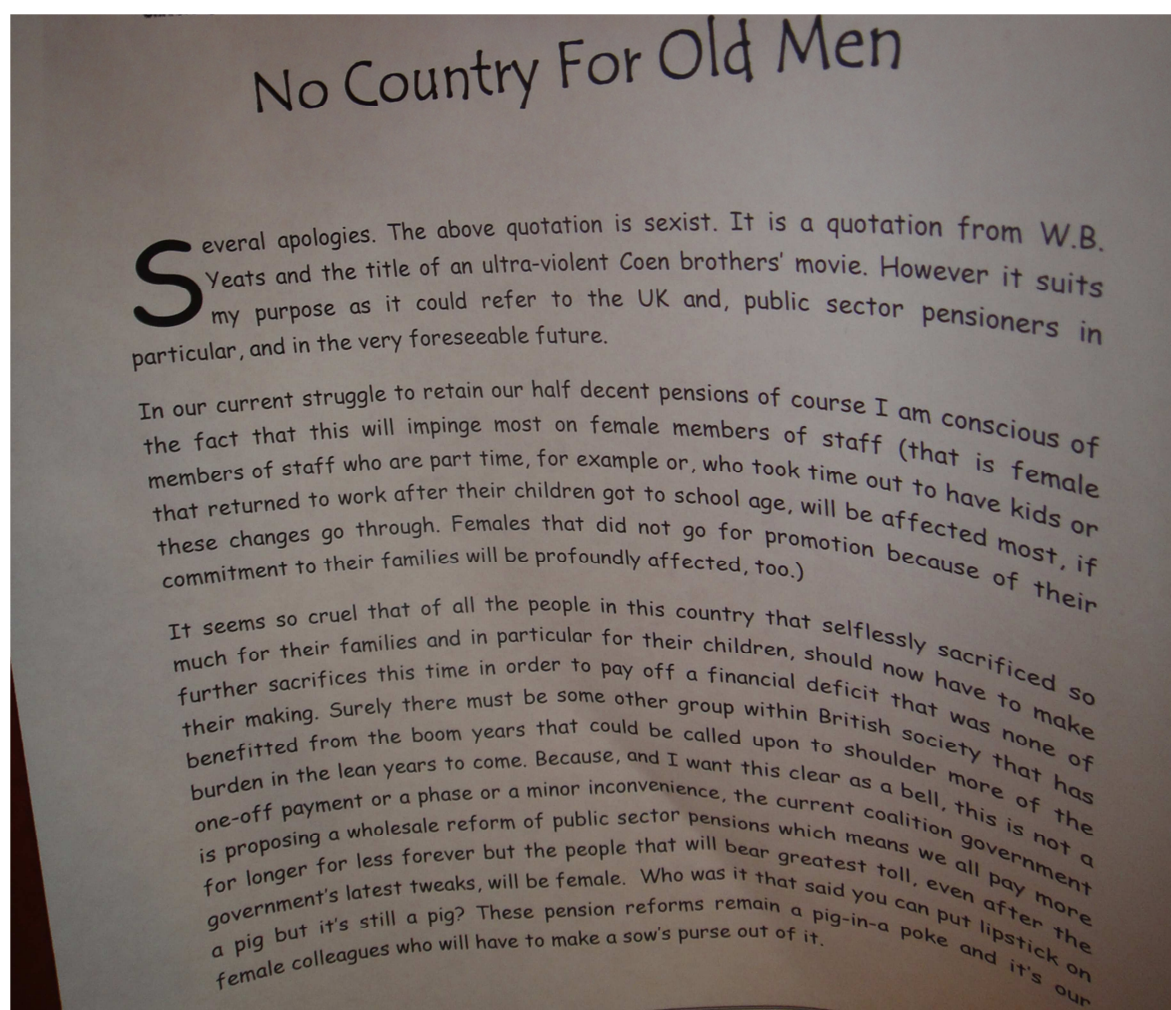 No Country For Old Men
Several apologies. The above quotation is sexist. It is a quotation from W.B.
Yeats and the title of an ultra-violent Coen brothers' movie. However it suits
my purpose as it could refer to the UK and, public sector pensioners in
particular, and in the very foreseeable future.
In our current struggle to retain our half decent pensions of course I am conscious of
the fact that this will impinge most on female members of staff (that is female
members of staff who are part time, for example or, who took time out to have kids or
that returned to work after their children got to school age, will be affected most, if
these changes go through. Females that did not go for promotion because of their
commitment to their families will be profoundly affected, too.)
It seems so cruel that of all the people in this country that selflessly sacrificed so
much for their families and in particular for their children, should now have to make
further sacrifices this time in order to pay off a financial deficit that was none of
their making. Surely there must be some other group within British society that has
benefitted from the boom years that could be called upon to shoulder more of the
burden in the lean years to come. Because, and I want this clear as a bell, this is not a
one-off payment or a phase or a minor inconvenience, the current coalition government
is proposing a wholesale reform of public sector pensions which means we all pay more
for longer for less forever but the people that will bear greatest toll, even after the
government's latest tweaks, will be female. Who was it that said you can put lipstick on
a pig but it's still a pig? These pension reforms remain a pig-in-a poke and it's our
female colleagues who will have to make a sow's purse out of it.